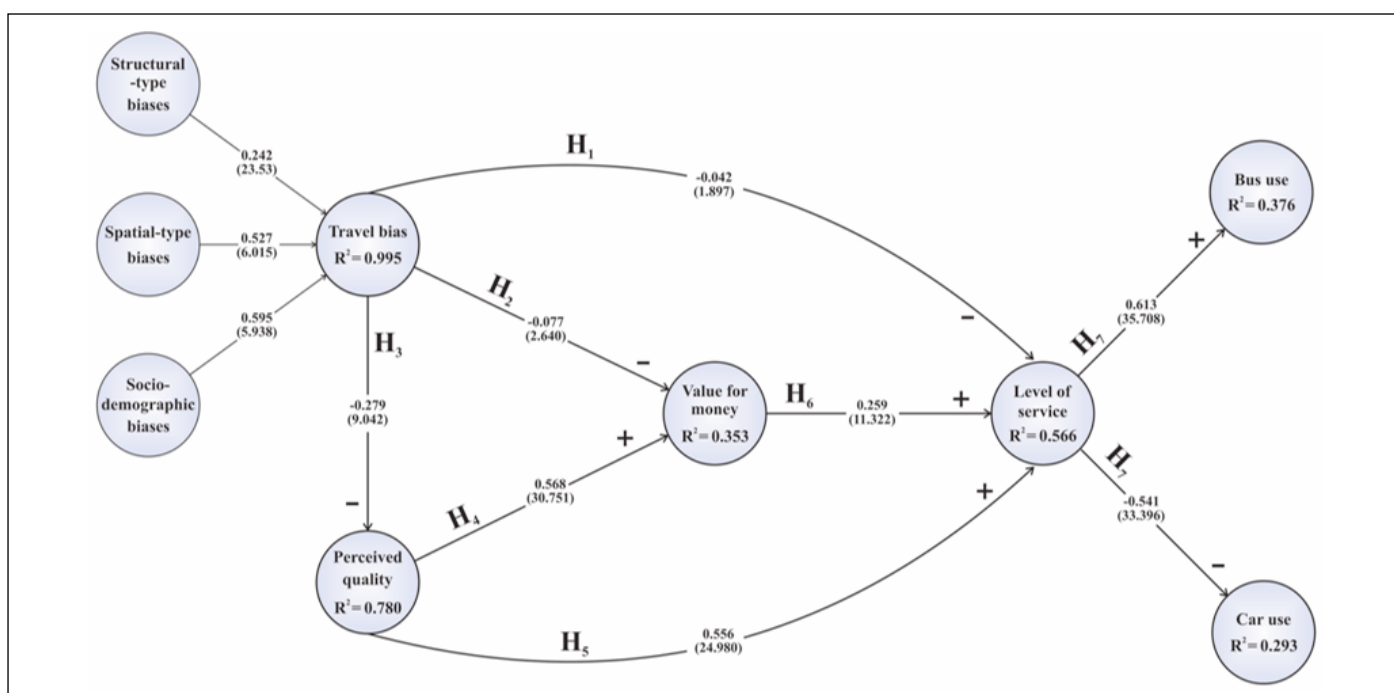 Structural
-type
biases
0.242
(23.53)
Spatial-type
biases
0.527
(6.015)
Socio-
demographic
biases
0.595
(5.938)
Travel bias
R² = 0.995
H₁
-0.042
(1.897)
–
H₂
-0.077
(2.640)
–
H₃
-0.279
(9.042)
–
Perceived
quality
R² = 0.780
H₄
0.568
(30.751)
+
H₅
0.556
(24.980)
+
Value for
money
R² = 0.353
H₆
0.259
(11.322)
+
Level of
service
R² = 0.566
H₇
0.613
(35.708)
+
Bus use
R² = 0.376
H₇
-0.541
(33.396)
–
Car use
R² = 0.293